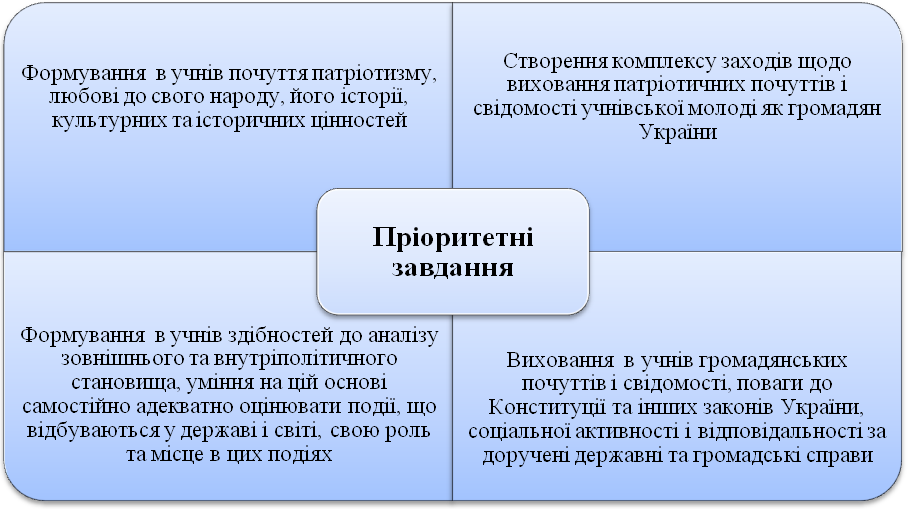 Формування в учнів почуття патріотизму,
любові до свого народу, його історії,
культурних та історичних цінностей
Створення комплексу заходів щодо
виховання патріотичних почуттів і
свідомості учнівської молоді як громадян
України
Пріоритетні
завдання
Формування в учнів здібностей до аналізу
зовнішнього та внутріполітичного
становища, уміння на цій основі
самостійно адекватно оцінювати події, що
відбуваються у державі і світі, свою роль
та місце в цих подіях
Виховання в учнів громадянських
почуттів і свідомості, поваги до
Конституції та інших законів України,
соціальної активності і відповідальності за
доручені державні та громадські справи